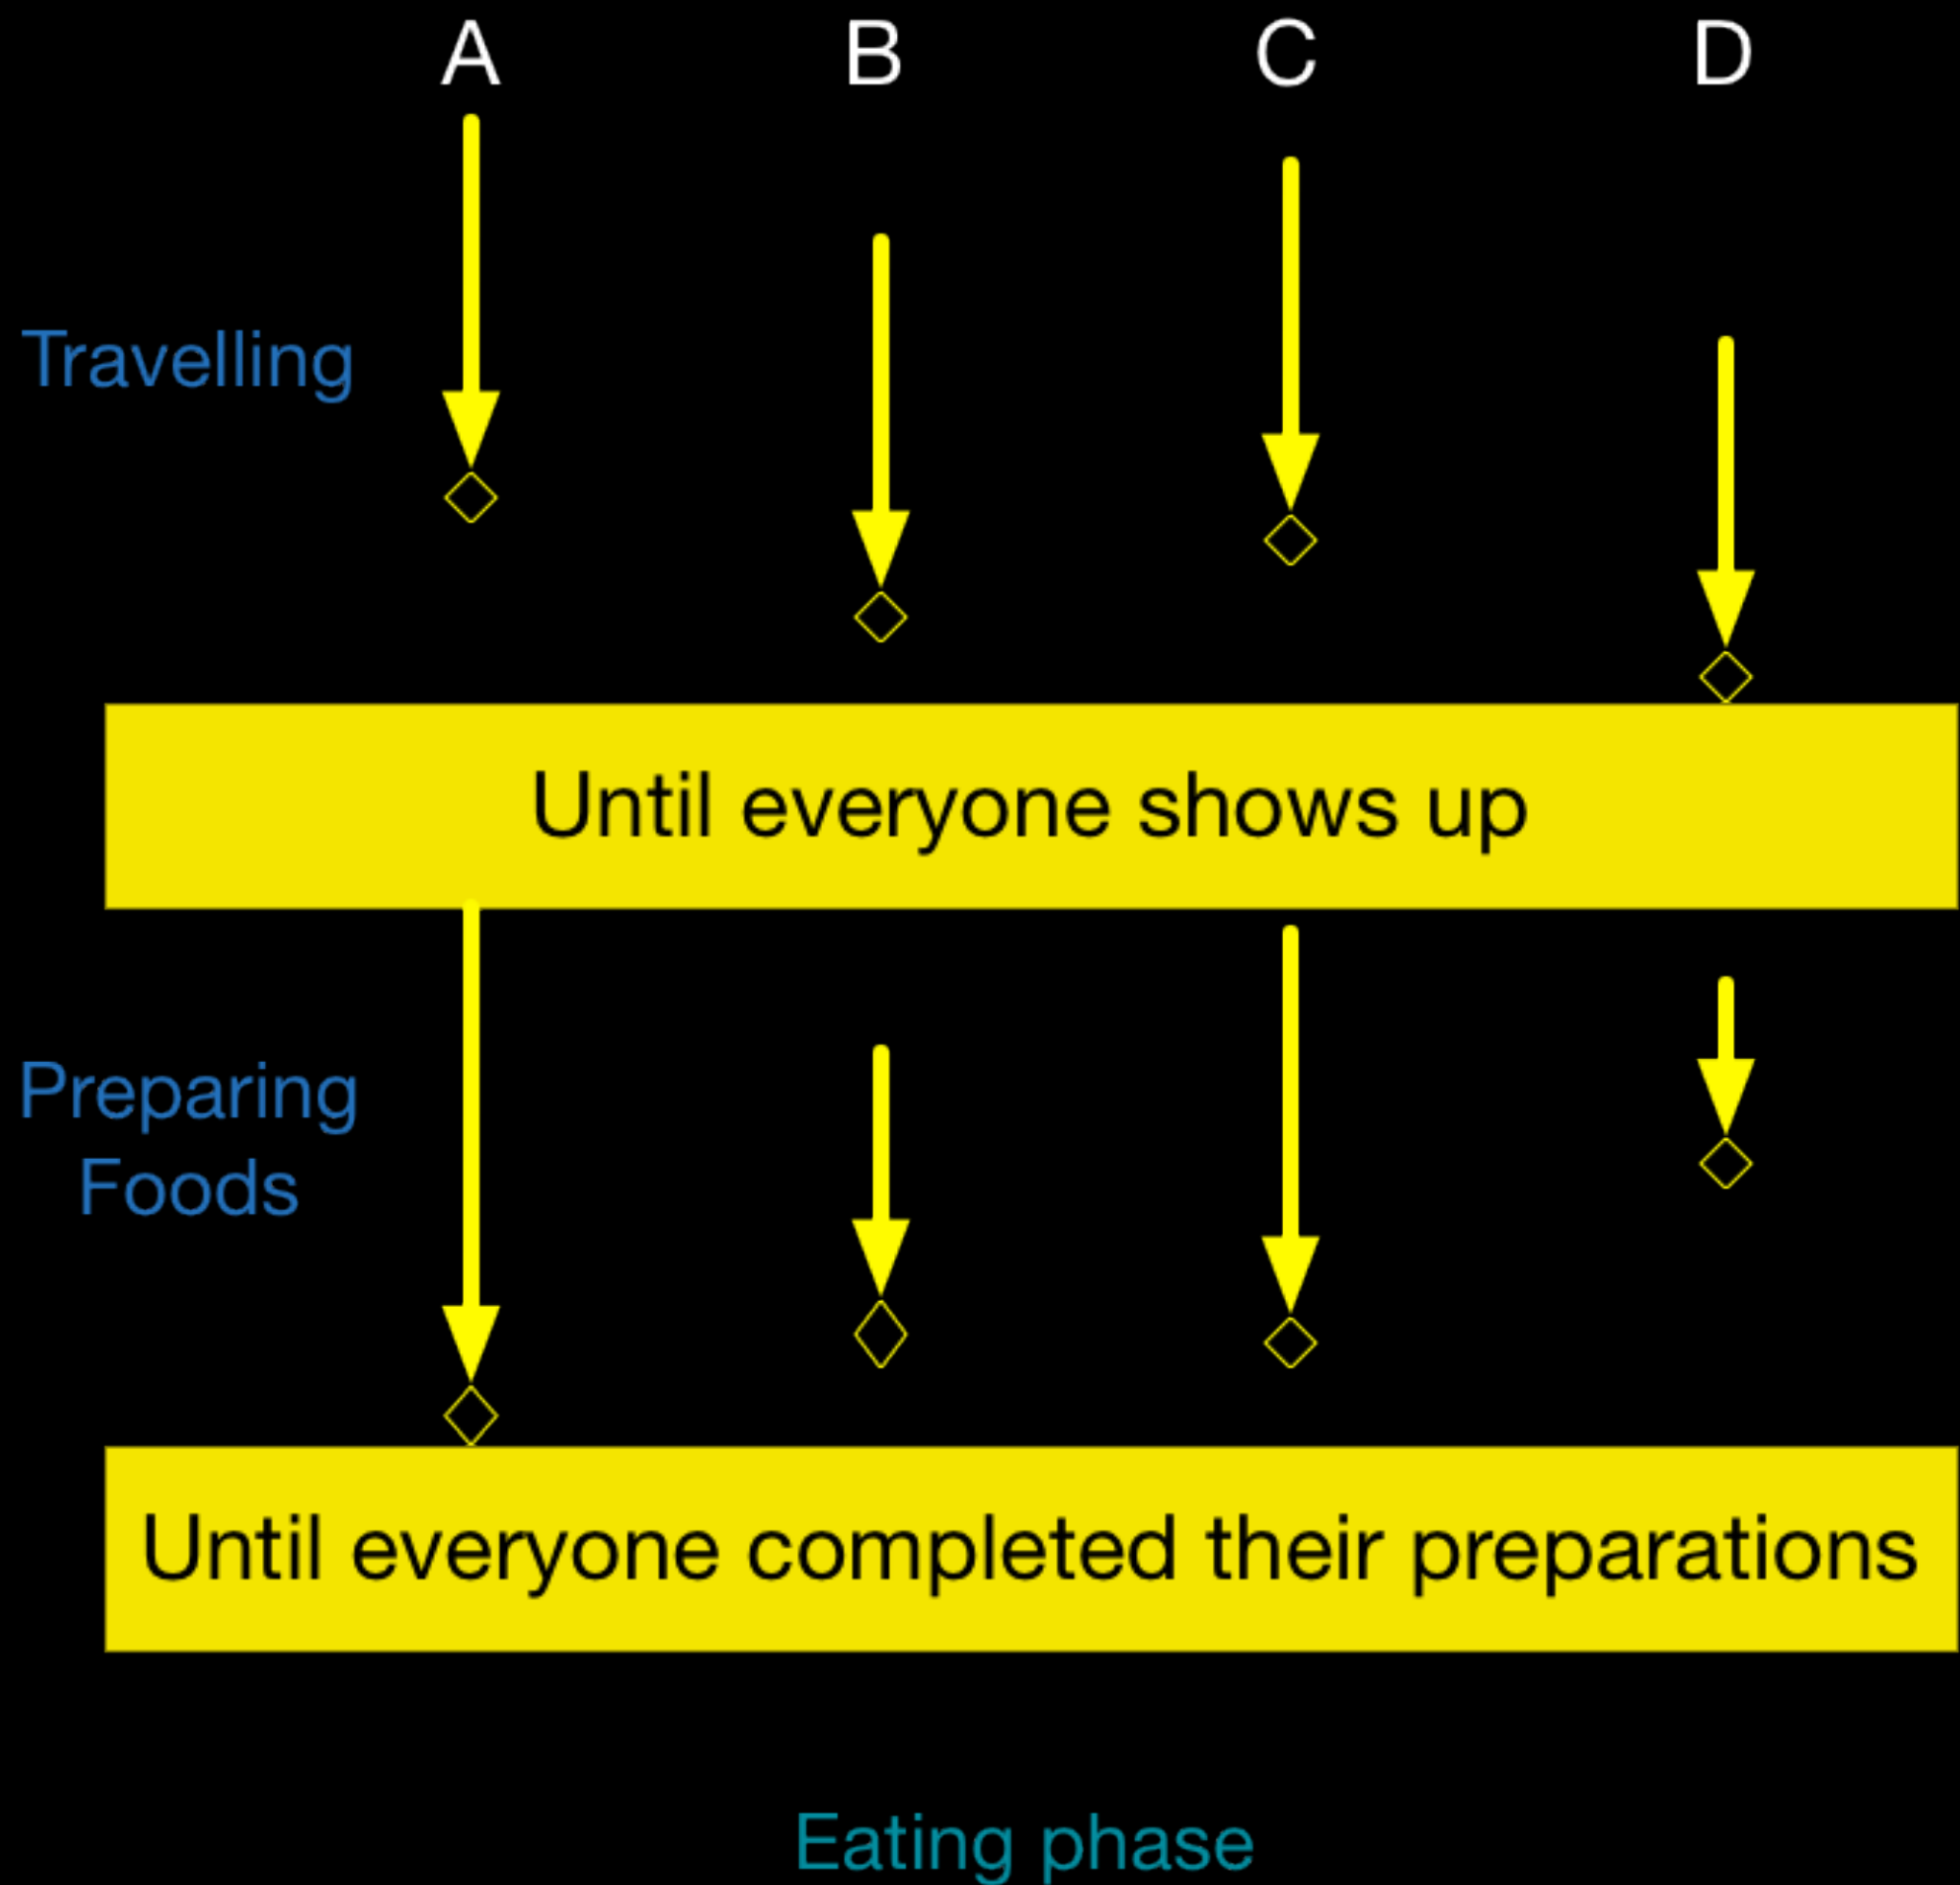 A B C D
Travelling
Until everyone shows up
Preparing
Foods
Until everyone completed their preparations
Eating phase